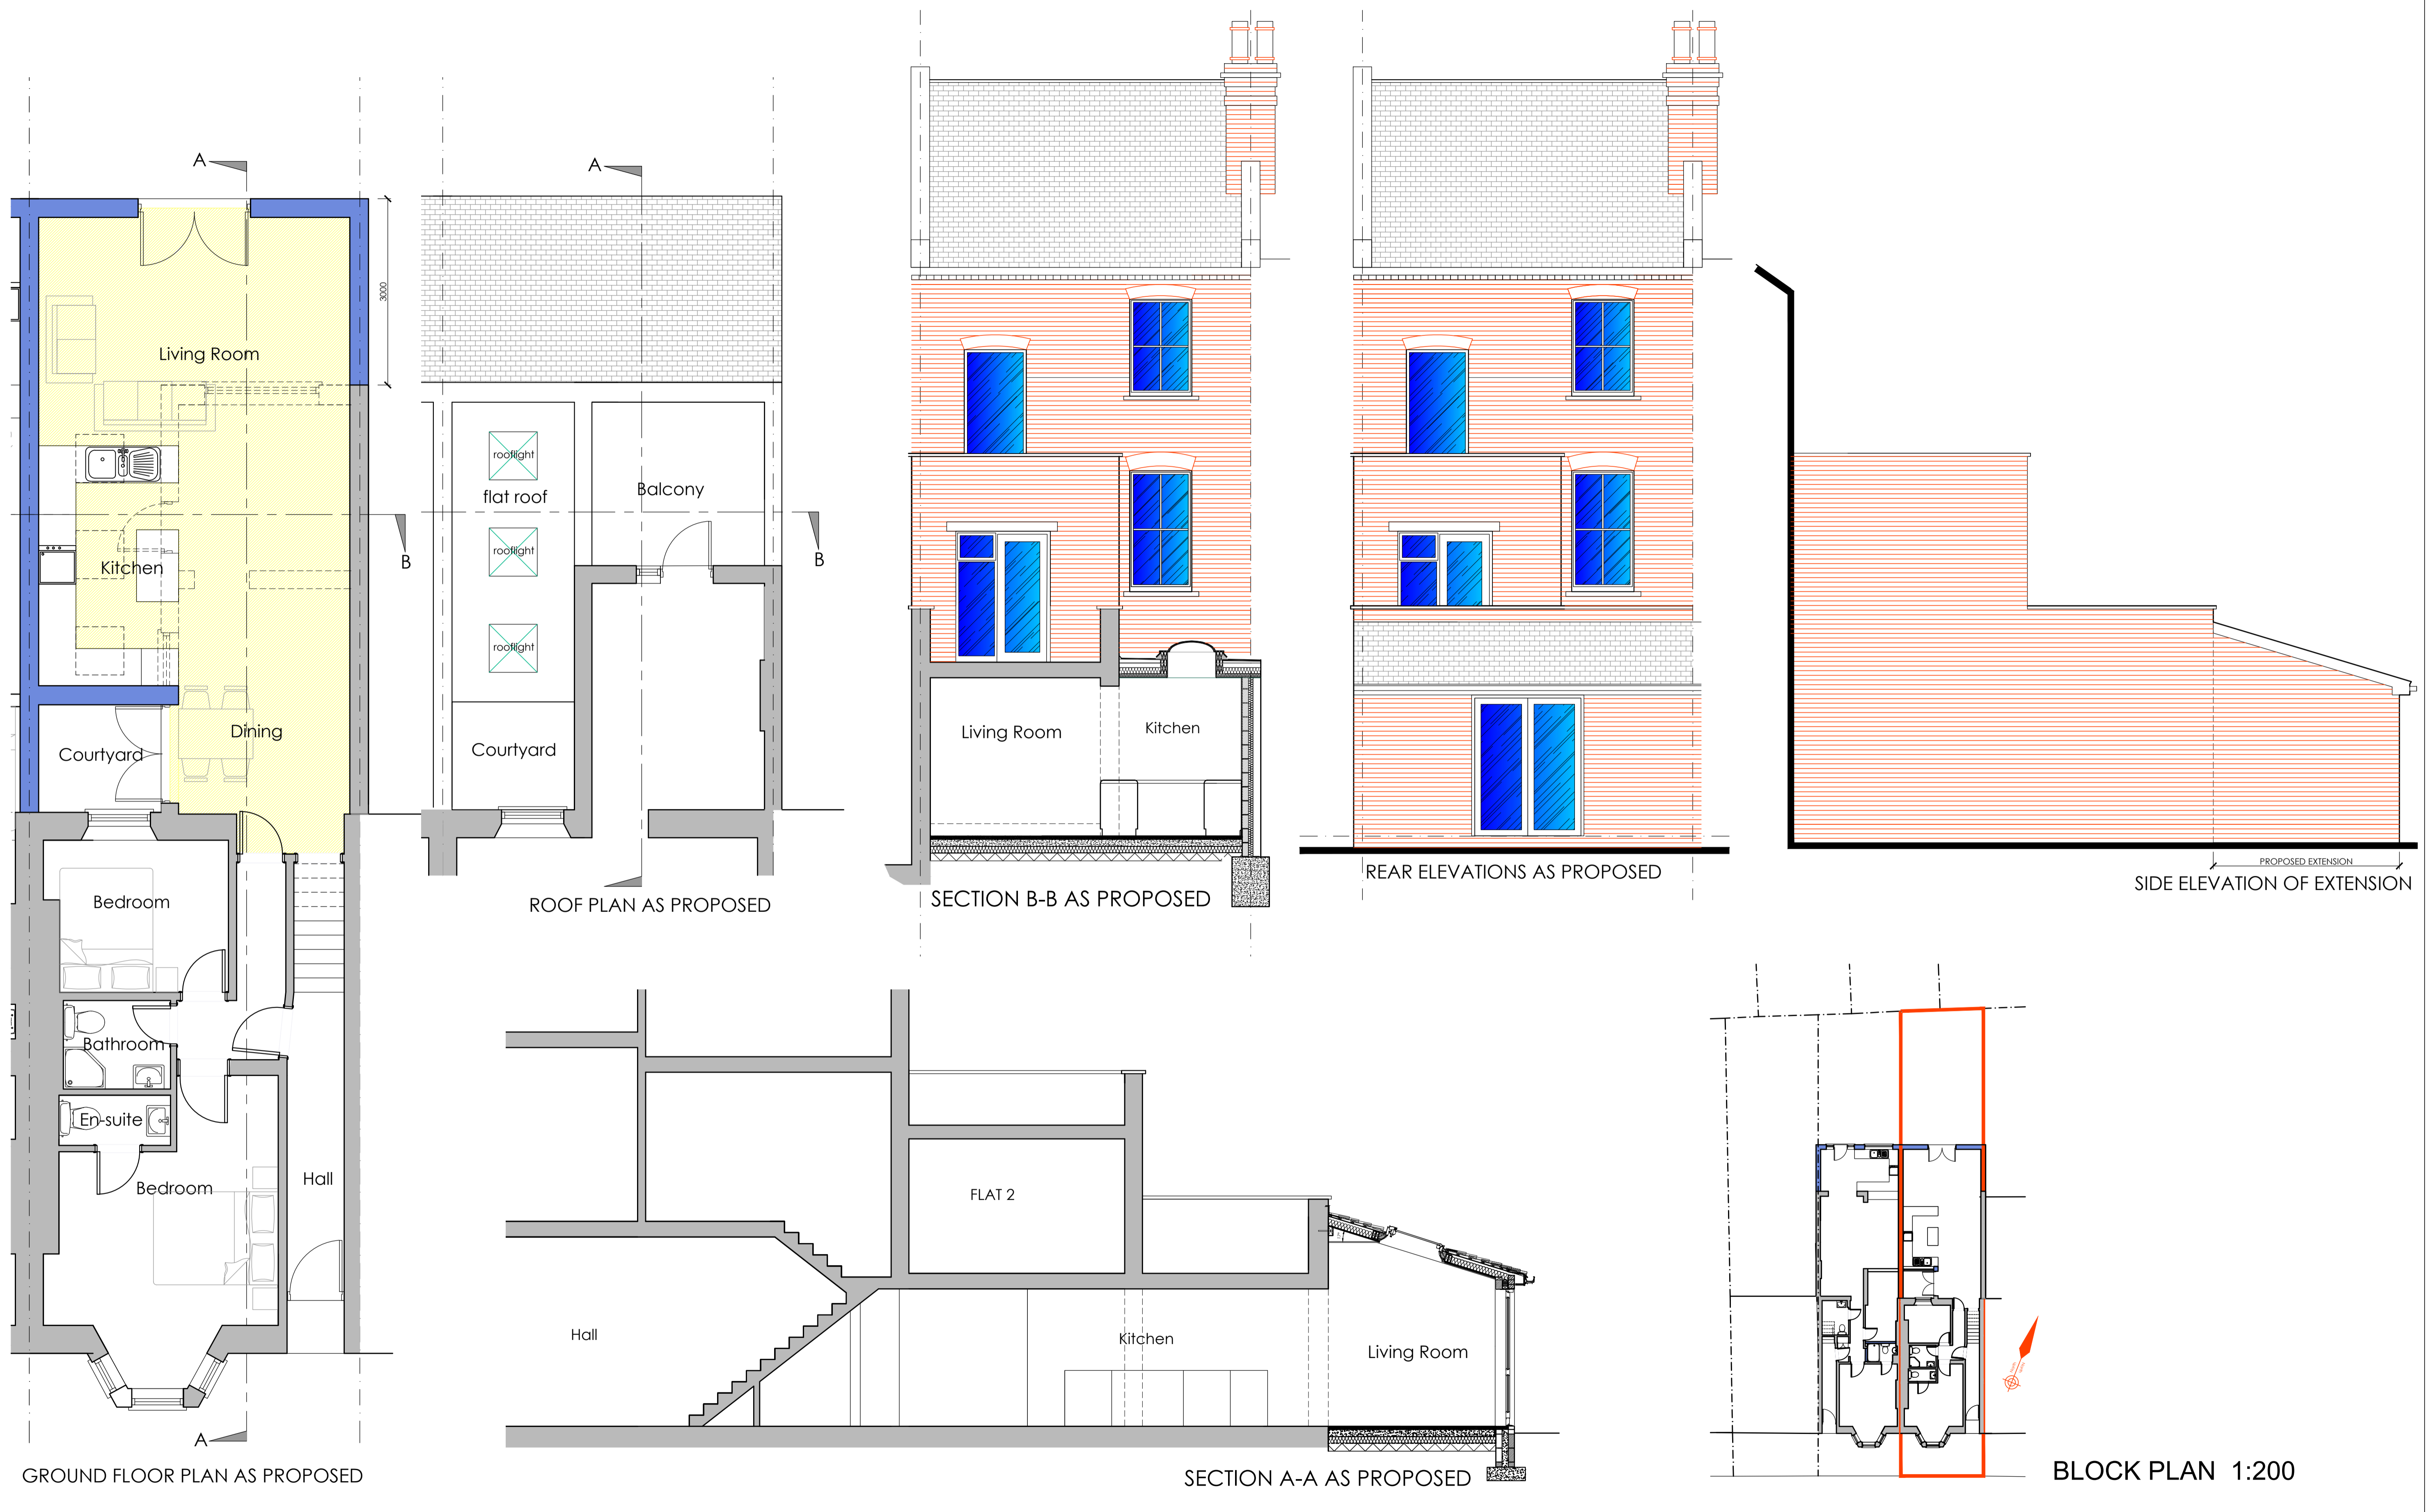 A
3000
Living Room
B
Kitchen
Dining
Courtyard
Bedroom
Bathroom
En-suite
Bedroom
Hall
A
GROUND FLOOR PLAN AS PROPOSED
A
rooflight
flat roof
Balcony
rooflight
B
rooflight
Courtyard
ROOF PLAN AS PROPOSED
Living Room
Kitchen
SECTION B-B AS PROPOSED
REAR ELEVATIONS AS PROPOSED
PROPOSED EXTENSION
SIDE ELEVATION OF EXTENSION
FLAT 2
Hall
Kitchen
Living Room
SECTION A-A AS PROPOSED
BLOCK PLAN 1:200